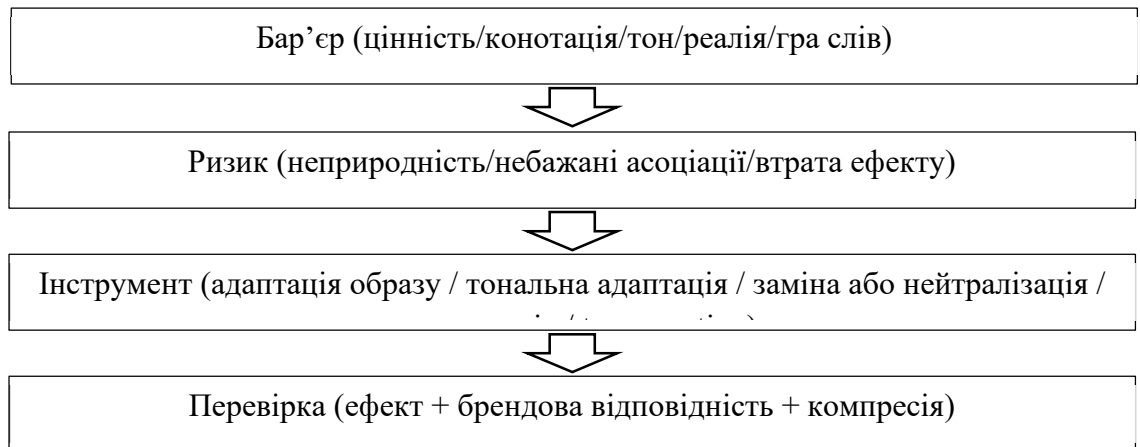 Бар’єр (цінність/конотація/тон/реалія/гра слів)
Ризик (неприродність/небажані асоціації/втрата ефекту)
Інструмент (адаптація образу / тональна адаптація / заміна або нейтралізація /
Перевірка (ефект + брендова відповідність + компресія)